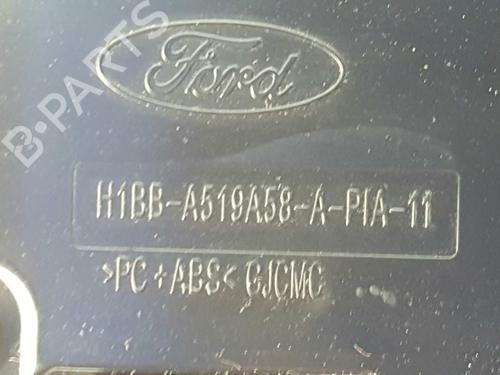 B-PARTS
Ford
H1BB-A519A58-A-PIA-11
>PC+ABS< GJCMC